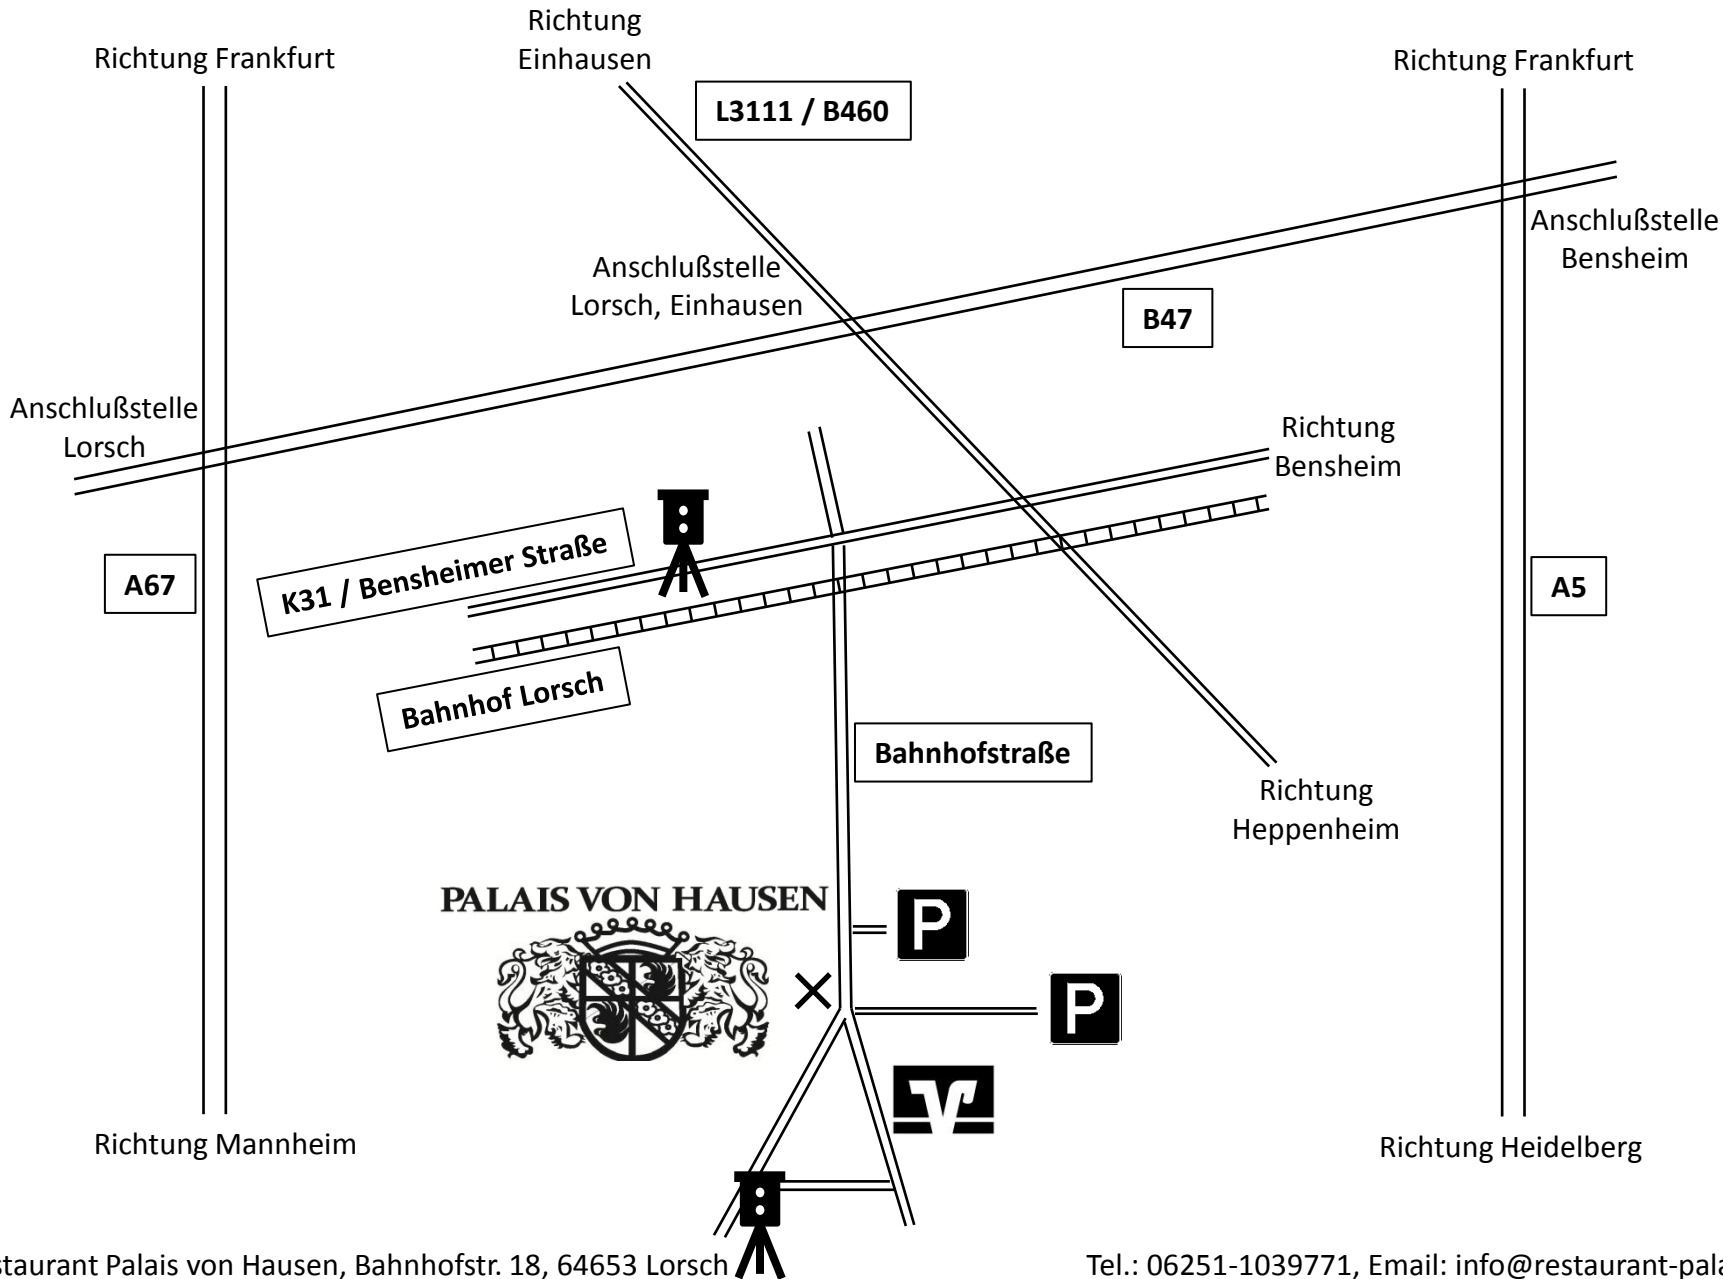 Richtung
Einhausen
Richtung Frankfurt
Richtung Frankfurt
L3111 / B460
Anschlußstelle
Bensheim
Anschlußstelle
Lorsch, Einhausen
B47
Anschlußstelle
Lorsch
Richtung
Bensheim
K31 / Bensheimer Straße
A67
A5
Bahnhof Lorsch
Bahnhofstraße
Richtung
Heppenheim
PALAIS VON HAUSEN
P
P
Richtung Mannheim
Richtung Heidelberg
staurant Palais von Hausen, Bahnhofstr. 18, 64653 Lorsch
Tel.: 06251-1039771, Email: info@restaurant-pala